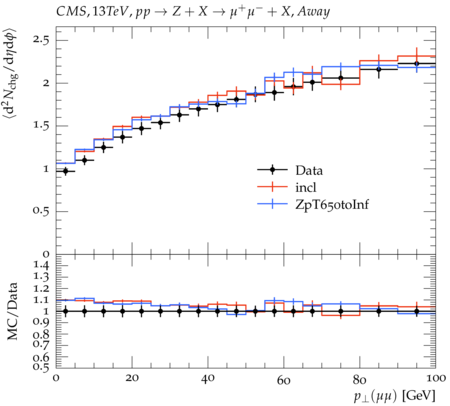 CMS, 13TeV, pp → Z + X → μ⁺μ⁻ + X, Away
⟨d²N_chg/dηdϕ⟩
2.5
2
1.5
1
0.5
0
Data
incl
ZpT650toInf
MC/Data
1.4
1.3
1.2
1.1
1
0.9
0.8
0.7
0.6
0.5
0 20 40 60 80 100
p⊥(μμ) [GeV]